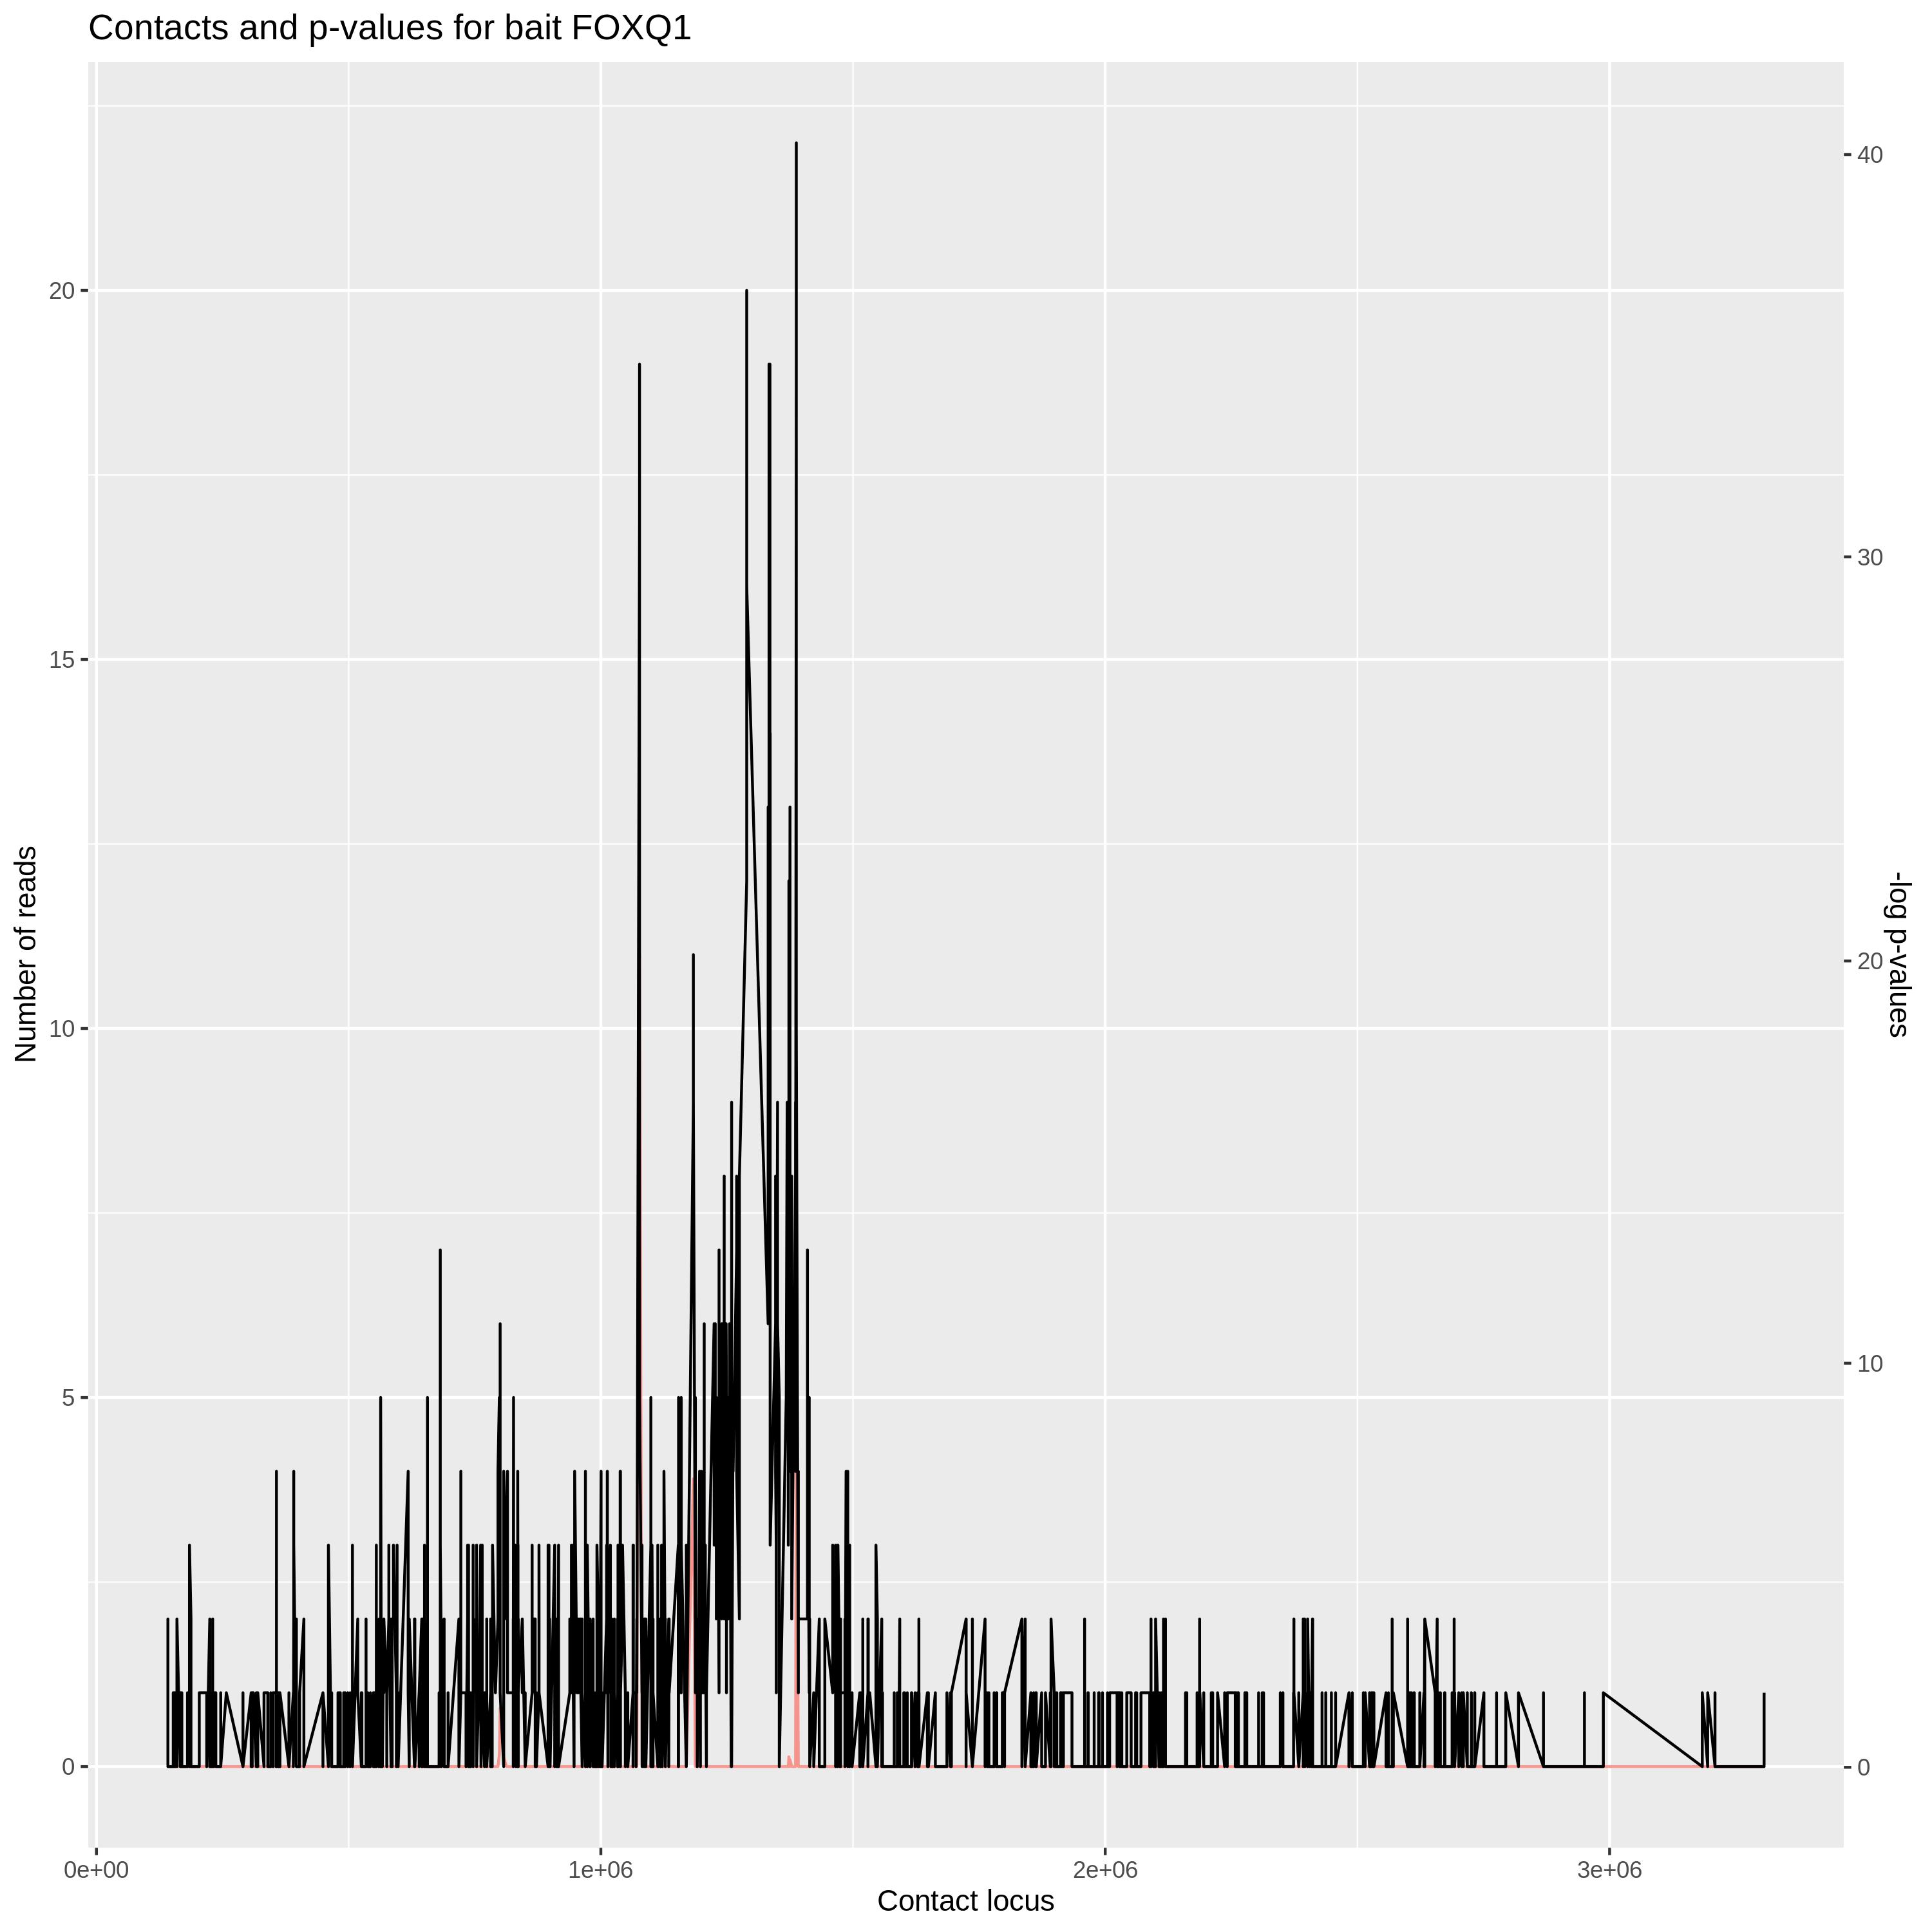 Contacts and p-values for bait FOXQ1
20
15
10
5
0
Number of reads
40
30
20
10
0
-log p-values
0e+00
1e+06
2e+06
3e+06
Contact locus